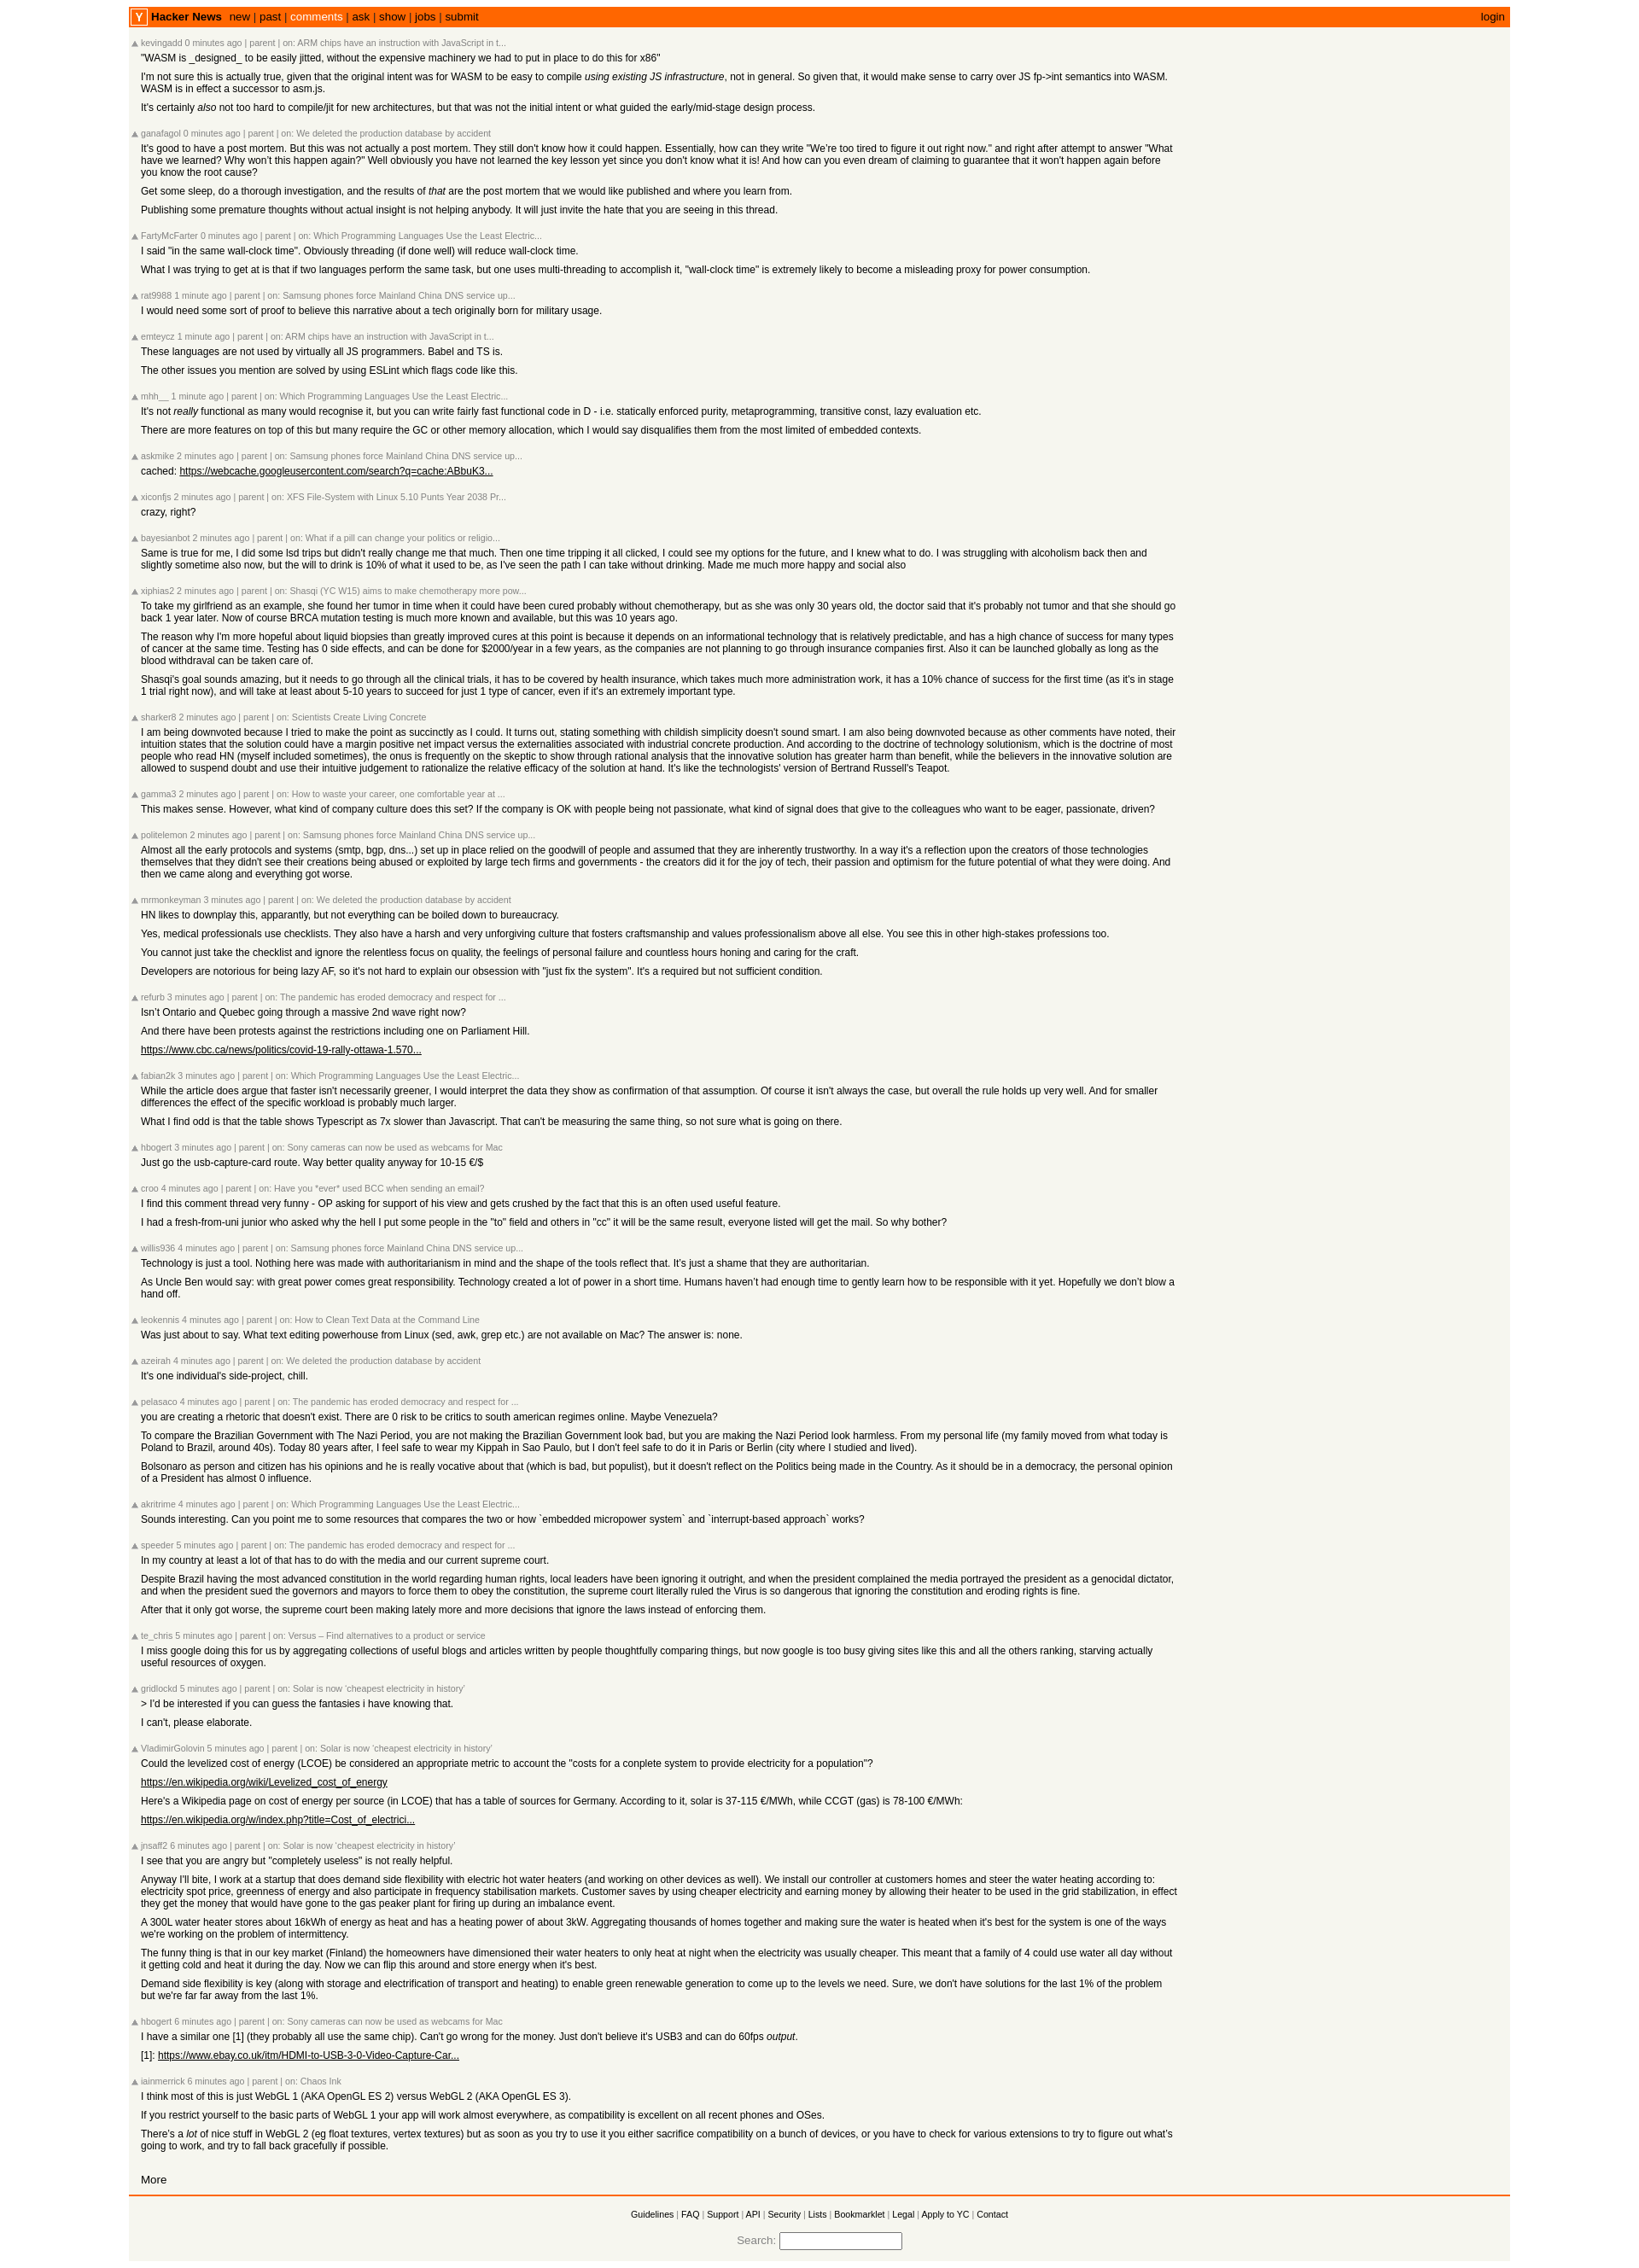 Y Hacker News new | past | comments | ask | show | jobs | submit login
kevingadd 0 minutes ago | parent | on: ARM chips have an instruction with JavaScript in t...
"WASM is _designed_ to be easily jitted, without the expensive machinery we had to put in place to do this for x86"
I'm not sure this is actually true, given that the original intent was for WASM to be easy to compile using existing JS infrastructure, not in general. So given that, it would make sense to carry over JS fp->int semantics into WASM.
WASM is in effect a successor to asm.js.
It's certainly also not too hard to compile/jit for new architectures, but that was not the initial intent or what guided the early/mid-stage design process.
ganafagol 0 minutes ago | parent | on: We deleted the production database by accident
It's good to have a post mortem. But this was not actually a post mortem. They still don't know how it could happen. Essentially, how can they write "We're too tired to figure it out right now." and right after attempt to answer "What
have we learned? Why won't this happen again?" Well obviously you have not learned the key lesson yet since you don't know what it is! And how can you even dream of claiming to guarantee that it won't happen again before
you know the root cause?
Get some sleep, do a thorough investigation, and the results of that are the post mortem that we would like published and where you learn from.
Publishing some premature thoughts without actual insight is not helping anybody. It will just invite the hate that you are seeing in this thread.
FartyMcFarter 0 minutes ago | parent | on: Which Programming Languages Use the Least Electric...
I said "in the same wall-clock time". Obviously threading (if done well) will reduce wall-clock time.
What I was trying to get at is that if two languages perform the same task, but one uses multi-threading to accomplish it, "wall-clock time" is extremely likely to become a misleading proxy for power consumption.
rat9988 1 minute ago | parent | on: Samsung phones force Mainland China DNS service up...
I would need some sort of proof to believe this narrative about a tech originally born for military usage.
emteycz 1 minute ago | parent | on: ARM chips have an instruction with JavaScript in t...
These languages are not used by virtually all JS programmers. Babel and TS is.
The other issues you mention are solved by using ESLint which flags code like this.
mhh__ 1 minute ago | parent | on: Which Programming Languages Use the Least Electric...
It's not really functional as many would recognise it, but you can write fairly fast functional code in D - i.e. statically enforced purity, metaprogramming, transitive const, lazy evaluation etc.
There are more features on top of this but many require the GC or other memory allocation, which I would say disqualifies them from the most limited of embedded contexts.
askmike 2 minutes ago | parent | on: Samsung phones force Mainland China DNS service up...
cached: https://webcache.googleusercontent.com/search?q=cache:ABbuK3...
xiconfjs 2 minutes ago | parent | on: XFS File-System with Linux 5.10 Punts Year 2038 Pr...
crazy, right?
bayesianbot 2 minutes ago | parent | on: What if a pill can change your politics or religio...
Same is true for me, I did some lsd trips but didn't really change me that much. Then one time tripping it all clicked, I could see my options for the future, and I knew what to do. I was struggling with alcoholism back then and
slightly sometime also now, but the will to drink is 10% of what it used to be, as I've seen the path I can take without drinking. Made me much more happy and social also
xiphias2 2 minutes ago | parent | on: Shasqi (YC W15) aims to make chemotherapy more pow...
To take my girlfriend as an example, she found her tumor in time when it could have been cured probably without chemotherapy, but as she was only 30 years old, the doctor said that it's probably not tumor and that she should go
back 1 year later. Now of course BRCA mutation testing is much more known and available, but this was 10 years ago.
The reason why I'm more hopeful about liquid biopsies than greatly improved cures at this point is because it depends on an informational technology that is relatively predictable, and has a high chance of success for many types
of cancer at the same time. Testing has 0 side effects, and can be done for $2000/year in a few years, as the companies are not planning to go through insurance companies first. Also it can be launched globally as long as the
blood withdraval can be taken care of.
Shasqi's goal sounds amazing, but it needs to go through all the clinical trials, it has to be covered by health insurance, which takes much more administration work, it has a 10% chance of success for the first time (as it's in stage
1 trial right now), and will take at least about 5-10 years to succeed for just 1 type of cancer, even if it's an extremely important type.
sharker8 2 minutes ago | parent | on: Scientists Create Living Concrete
I am being downvoted because I tried to make the point as succinctly as I could. It turns out, stating something with childish simplicity doesn't sound smart. I am also being downvoted because as other comments have noted, their
intuition states that the solution could have a margin positive net impact versus the externalities associated with industrial concrete production. And according to the doctrine of technology solutionism, which is the doctrine of most
people who read HN (myself included sometimes), the onus is frequently on the skeptic to show through rational analysis that the innovative solution has greater harm than benefit, while the believers in the innovative solution are
allowed to suspend doubt and use their intuitive judgement to rationalize the relative efficacy of the solution at hand. It's like the technologists' version of Bertrand Russell's Teapot.
gamma3 2 minutes ago | parent | on: How to waste your career, one comfortable year at ...
This makes sense. However, what kind of company culture does this set? If the company is OK with people being not passionate, what kind of signal does that give to the colleagues who want to be eager, passionate, driven?
politelemon 2 minutes ago | parent | on: Samsung phones force Mainland China DNS service up...
Almost all the early protocols and systems (smtp, bgp, dns...) set up in place relied on the goodwill of people and assumed that they are inherently trustworthy. In a way it's a reflection upon the creators of those technologies
themselves that they didn't see their creations being abused or exploited by large tech firms and governments - the creators did it for the joy of tech, their passion and optimism for the future potential of what they were doing. And
then we came along and everything got worse.
mrmonkeyman 3 minutes ago | parent | on: We deleted the production database by accident
HN likes to downplay this, apparantly, but not everything can be boiled down to bureaucracy.
Yes, medical professionals use checklists. They also have a harsh and very unforgiving culture that fosters craftsmanship and values professionalism above all else. You see this in other high-stakes professions too.
You cannot just take the checklist and ignore the relentless focus on quality, the feelings of personal failure and countless hours honing and caring for the craft.
Developers are notorious for being lazy AF, so it's not hard to explain our obsession with "just fix the system". It's a required but not sufficient condition.
refurb 3 minutes ago | parent | on: The pandemic has eroded democracy and respect for ...
Isn’t Ontario and Quebec going through a massive 2nd wave right now?
And there have been protests against the restrictions including one on Parliament Hill.
https://www.cbc.ca/news/politics/covid-19-rally-ottawa-1.570...
fabian2k 3 minutes ago | parent | on: Which Programming Languages Use the Least Electric...
While the article does argue that faster isn't necessarily greener, I would interpret the data they show as confirmation of that assumption. Of course it isn't always the case, but overall the rule holds up very well. And for smaller
differences the effect of the specific workload is probably much larger.
What I find odd is that the table shows Typescript as 7x slower than Javascript. That can't be measuring the same thing, so not sure what is going on there.
hbogert 3 minutes ago | parent | on: Sony cameras can now be used as webcams for Mac
Just go the usb-capture-card route. Way better quality anyway for 10-15 €/$
croo 4 minutes ago | parent | on: Have you *ever* used BCC when sending an email?
I find this comment thread very funny - OP asking for support of his view and gets crushed by the fact that this is an often used useful feature.
I had a fresh-from-uni junior who asked why the hell I put some people in the "to" field and others in "cc" it will be the same result, everyone listed will get the mail. So why bother?
willis936 4 minutes ago | parent | on: Samsung phones force Mainland China DNS service up...
Technology is just a tool. Nothing here was made with authoritarianism in mind and the shape of the tools reflect that. It’s just a shame that they are authoritarian.
As Uncle Ben would say: with great power comes great responsibility. Technology created a lot of power in a short time. Humans haven’t had enough time to gently learn how to be responsible with it yet. Hopefully we don’t blow a
hand off.
leokennis 4 minutes ago | parent | on: How to Clean Text Data at the Command Line
Was just about to say. What text editing powerhouse from Linux (sed, awk, grep etc.) are not available on Mac? The answer is: none.
azeirah 4 minutes ago | parent | on: We deleted the production database by accident
It's one individual's side-project, chill.
pelasaco 4 minutes ago | parent | on: The pandemic has eroded democracy and respect for ...
you are creating a rhetoric that doesn't exist. There are 0 risk to be critics to south american regimes online. Maybe Venezuela?
To compare the Brazilian Government with The Nazi Period, you are not making the Brazilian Government look bad, but you are making the Nazi Period look harmless. From my personal life (my family moved from what today is
Poland to Brazil, around 40s). Today 80 years after, I feel safe to wear my Kippah in Sao Paulo, but I don't feel safe to do it in Paris or Berlin (city where I studied and lived).
Bolsonaro as person and citizen has his opinions and he is really vocative about that (which is bad, but populist), but it doesn't reflect on the Politics being made in the Country. As it should be in a democracy, the personal opinion
of a President has almost 0 influence.
akritrime 4 minutes ago | parent | on: Which Programming Languages Use the Least Electric...
Sounds interesting. Can you point me to some resources that compares the two or how `embedded micropower system` and `interrupt-based approach` works?
speeder 5 minutes ago | parent | on: The pandemic has eroded democracy and respect for ...
In my country at least a lot of that has to do with the media and our current supreme court.
Despite Brazil having the most advanced constitution in the world regarding human rights, local leaders have been ignoring it outright, and when the president complained the media portrayed the president as a genocidal dictator,
and when the president sued the governors and mayors to force them to obey the constitution, the supreme court literally ruled the Virus is so dangerous that ignoring the constitution and eroding rights is fine.
After that it only got worse, the supreme court been making lately more and more decisions that ignore the laws instead of enforcing them.
te_chris 5 minutes ago | parent | on: Versus – Find alternatives to a product or service
I miss google doing this for us by aggregating collections of useful blogs and articles written by people thoughtfully comparing things, but now google is too busy giving sites like this and all the others ranking, starving actually
useful resources of oxygen.
gridlockd 5 minutes ago | parent | on: Solar is now ‘cheapest electricity in history’
> I'd be interested if you can guess the fantasies i have knowing that.
I can't, please elaborate.
VladimirGolovin 5 minutes ago | parent | on: Solar is now ‘cheapest electricity in history’
Could the levelized cost of energy (LCOE) be considered an appropriate metric to account the "costs for a conplete system to provide electricity for a population"?
https://en.wikipedia.org/wiki/Levelized_cost_of_energy
Here's a Wikipedia page on cost of energy per source (in LCOE) that has a table of sources for Germany. According to it, solar is 37-115 €/MWh, while CCGT (gas) is 78-100 €/MWh:
https://en.wikipedia.org/w/index.php?title=Cost_of_electrici...
jnsaff2 6 minutes ago | parent | on: Solar is now ‘cheapest electricity in history’
I see that you are angry but "completely useless" is not really helpful.
Anyway I'll bite, I work at a startup that does demand side flexibility with electric hot water heaters (and working on other devices as well). We install our controller at customers homes and steer the water heating according to:
electricity spot price, greenness of energy and also participate in frequency stabilisation markets. Customer saves by using cheaper electricity and earning money by allowing their heater to be used in the grid stabilization, in effect
they get the money that would have gone to the gas peaker plant for firing up during an imbalance event.
A 300L water heater stores about 16kWh of energy as heat and has a heating power of about 3kW. Aggregating thousands of homes together and making sure the water is heated when it's best for the system is one of the ways
we're working on the problem of intermittency.
The funny thing is that in our key market (Finland) the homeowners have dimensioned their water heaters to only heat at night when the electricity was usually cheaper. This meant that a family of 4 could use water all day without
it getting cold and heat it during the day. Now we can flip this around and store energy when it's best.
Demand side flexibility is key (along with storage and electrification of transport and heating) to enable green renewable generation to come up to the levels we need. Sure, we don't have solutions for the last 1% of the problem
but we're far far away from the last 1%.
hbogert 6 minutes ago | parent | on: Sony cameras can now be used as webcams for Mac
I have a similar one [1] (they probably all use the same chip). Can't go wrong for the money. Just don't believe it's USB3 and can do 60fps output.
[1]: https://www.ebay.co.uk/itm/HDMI-to-USB-3-0-Video-Capture-Car...
iainmerrick 6 minutes ago | parent | on: Chaos Ink
I think most of this is just WebGL 1 (AKA OpenGL ES 2) versus WebGL 2 (AKA OpenGL ES 3).
If you restrict yourself to the basic parts of WebGL 1 your app will work almost everywhere, as compatibility is excellent on all recent phones and OSes.
There’s a lot of nice stuff in WebGL 2 (eg float textures, vertex textures) but as soon as you try to use it you either sacrifice compatibility on a bunch of devices, or you have to check for various extensions to try to figure out what’s
going to work, and try to fall back gracefully if possible.
More
Guidelines | FAQ | Support | API | Security | Lists | Bookmarklet | Legal | Apply to YC | Contact
Search: